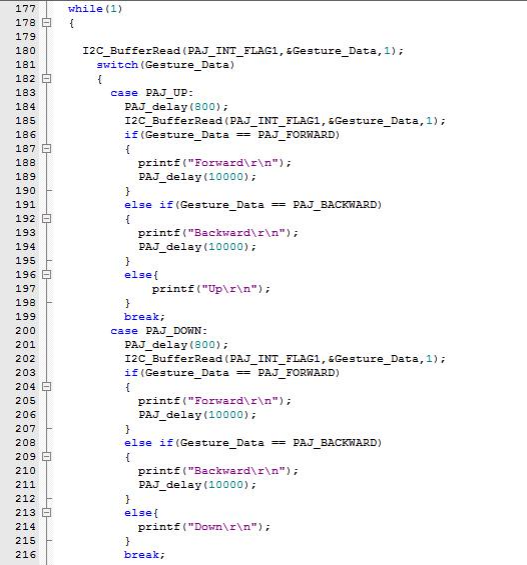 177 while(1)
178 {
179
180 I2C_BufferRead(PAJ_INT_FLAG1,&Gesture_Data,1);
181 switch(Gesture_Data)
182 {
183 case PAJ_UP:
184 PAJ_delay(800);
185 I2C_BufferRead(PAJ_INT_FLAG1,&Gesture_Data,1);
186 if(Gesture_Data == PAJ_FORWARD)
187 {
188 printf("Forward\r\n");
189 PAJ_delay(10000);
190 }
191 else if(Gesture_Data == PAJ_BACKWARD)
192 {
193 printf("Backward\r\n");
194 PAJ_delay(10000);
195 }
196 else{
197 printf("Up\r\n");
198 }
199 break;
200 case PAJ_DOWN:
201 PAJ_delay(800);
202 I2C_BufferRead(PAJ_INT_FLAG1,&Gesture_Data,1);
203 if(Gesture_Data == PAJ_FORWARD)
204 {
205 printf("Forward\r\n");
206 PAJ_delay(10000);
207 }
208 else if(Gesture_Data == PAJ_BACKWARD)
209 {
210 printf("Backward\r\n");
211 PAJ_delay(10000);
212 }
213 else{
214 printf("Down\r\n");
215 }
216 break;